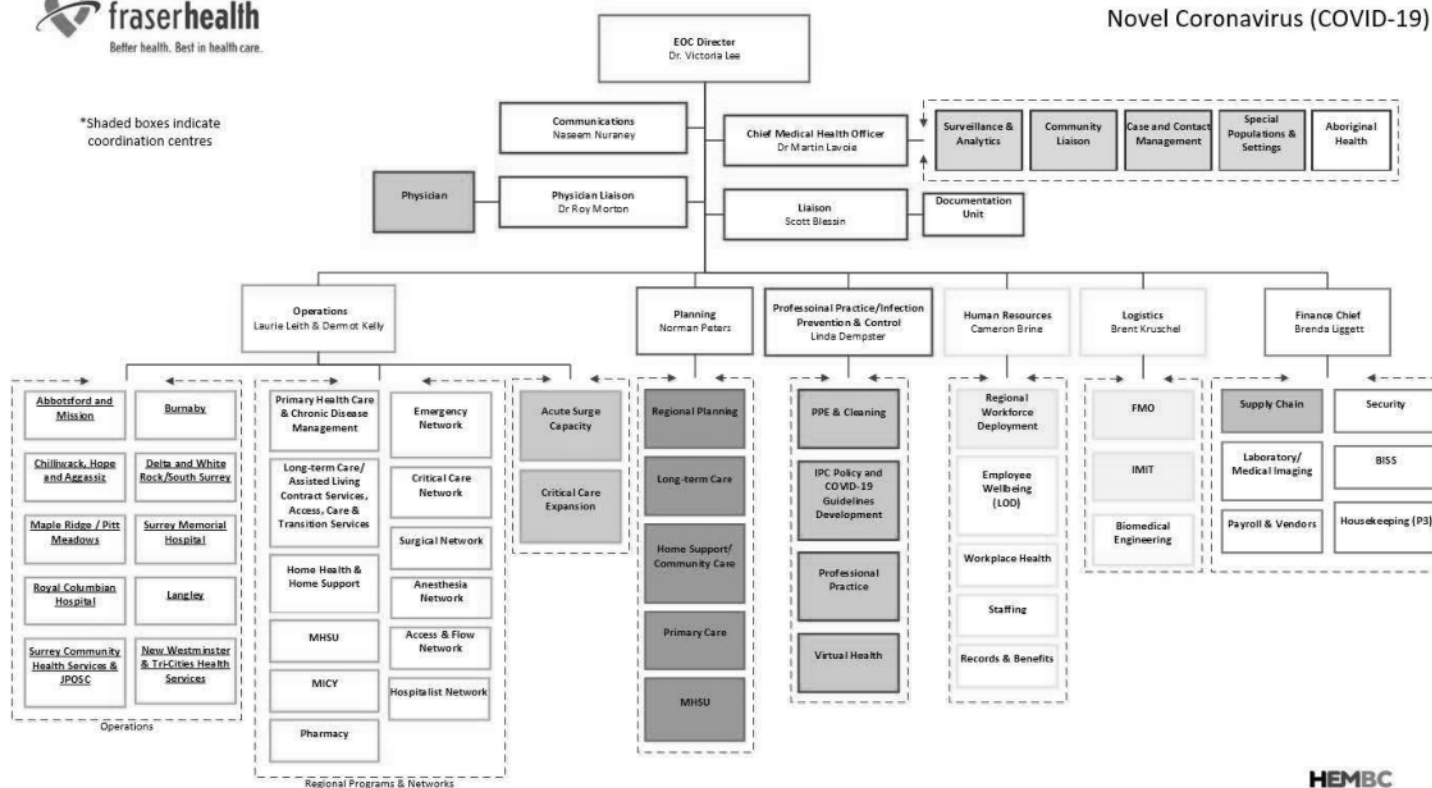 fraserhealth
Better health. Best in health care.
Novel Coronavirus (COVID-19)
*Shaded boxes indicate
coordination centres
EOC Director
Dr. Victoria Lee
Communications
Naseem Nuraney
Chief Medical Health Officer
Dr Martin Lavoie
Surveillance &
Analytics
Community
Liaison
Case and Contact
Management
Special
Populations &
Settings
Aboriginal
Health
Physician
Physician Liaison
Dr Roy Morton
Liaison
Scott Blessin
Documentation
Unit
Operations
Laurie Leith & Dermot Kelly
Planning
Norman Peters
Professoinal Practice/Infection
Prevention & Control
Linda Dempster
Human Resources
Cameron Brine
Logistics
Brent Kruschel
Finance Chief
Brenda Liggett
Abbotsford and
Mission
Burnaby
Chilliwack, Hope
and Aggassiz
Delta and White
Rock/South Surrey
Maple Ridge / Pitt
Meadows
Surrey Memorial
Hospital
Royal Columbian
Hospital
Langley
Surrey Community
Health Services &
JPOSC
New Westminster
& Tri-Cities Health
Services
Operations
Primary Health Care
& Chronic Disease
Management
Emergency
Network
Long-term Care/
Assisted Living
Contract Services,
Access, Care &
Transition Services
Critical Care
Network
Surgical Network
Home Health &
Home Support
Anesthesia
Network
MHSU
Access & Flow
Network
MICY
Hospitalist Network
Pharmacy
Regional Programs & Networks
Acute Surge
Capacity
Critical Care
Expansion
Regional Planning
Long-term Care
Home Support/
Community Care
Primary Care
MHSU
PPE & Cleaning
IPC Policy and
COVID-19
Guidelines
Development
Professional
Practice
Virtual Health
Regional
Workforce
Deployment
Employee
Wellbeing
(LOD)
Workplace Health
Staffing
Records & Benefits
FMO
IMIT
Biomedical
Engineering
Supply Chain
Security
Laboratory/
Medical Imaging
BISS
Payroll & Vendors
Housekeeping (P3)
HEMBC